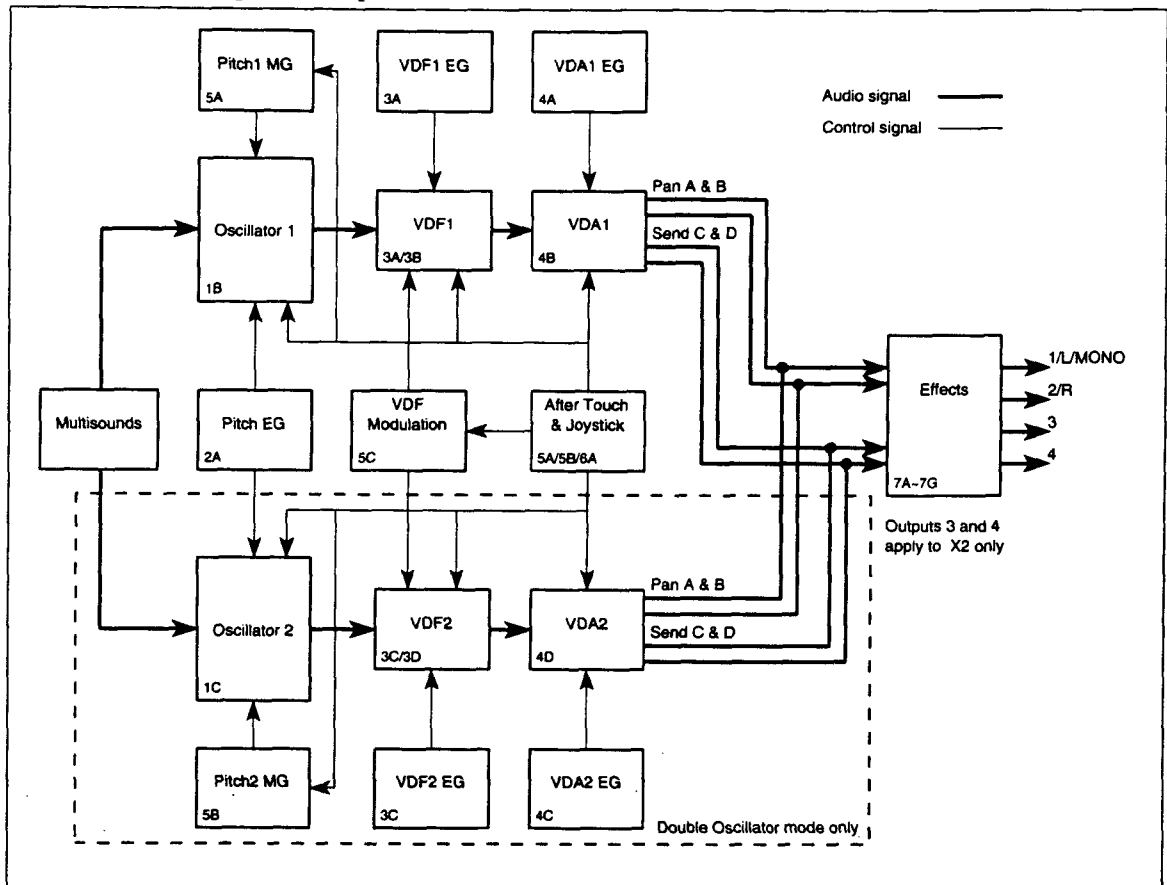 Pitch1 MG
5A
VDF1 EG
3A
VDA1 EG
4A
Audio signal
Control signal
Oscillator 1
1B
VDF1
3A/3B
VDA1
4B
Pan A & B
Send C & D
Multisounds
Pitch EG
2A
VDF
Modulation
5C
After Touch
& Joystick
5A/5B/6A
Effects
7A~7G
1/L/MONO
2/R
3
4
Outputs 3 and 4
apply to X2 only
Oscillator 2
1C
VDF2
3C/3D
VDA2
4D
Pan A & B
Send C & D
Pitch2 MG
5B
VDF2 EG
3C
VDA2 EG
4C
Double Oscillator mode only